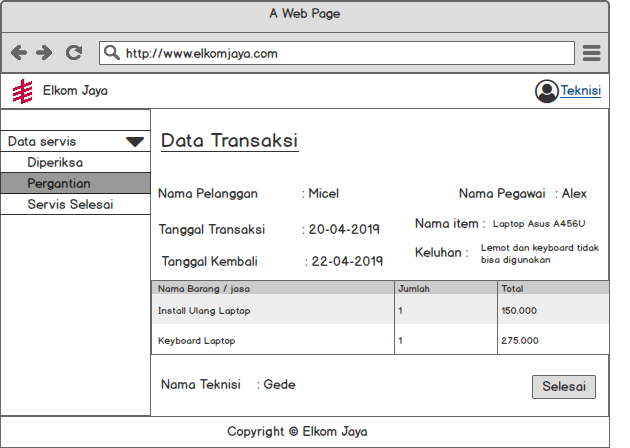 A Web Page
http://www.elkomjaya.com
Elkom Jaya
Teknisi
Data servis
Diperiksa
Pergantian
Servis Selesai
Data Transaksi
Nama Pelanggan : Micel
Nama Pegawai : Alex
Tanggal Transaksi : 20-04-2019
Nama item : Laptop Asus A456U
Tanggal Kembali : 22-04-2019
Keluhan : Lemot dan keyboard tidak
bisa digunakan
Nama Barang / jasa Jumlah Total
Install Ulang Laptop 1 150.000
Keyboard Laptop 1 275.000
Nama Teknisi : Gede
Selesai
Copyright © Elkom Jaya